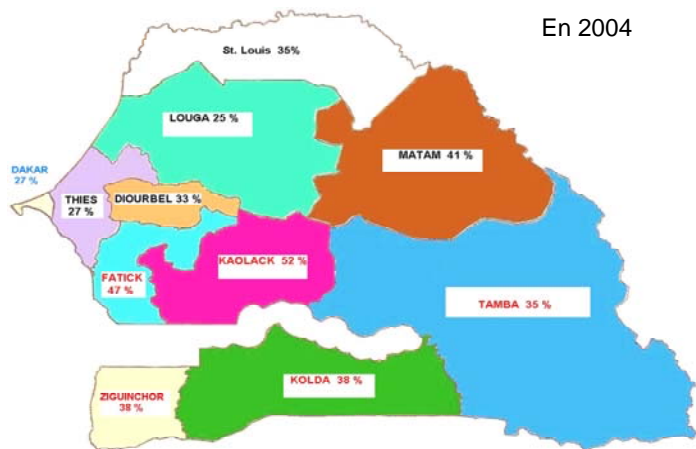 En 2004
St. Louis 35%
LOUGA 25 %
MATAM 41 %
DAKAR
27 %
THIES
27 %
DIOURBEL 33 %
FATICK
47 %
KAOLACK 52 %
TAMBA 35 %
KOLDA 38 %
ZIGUINCHOR
38 %